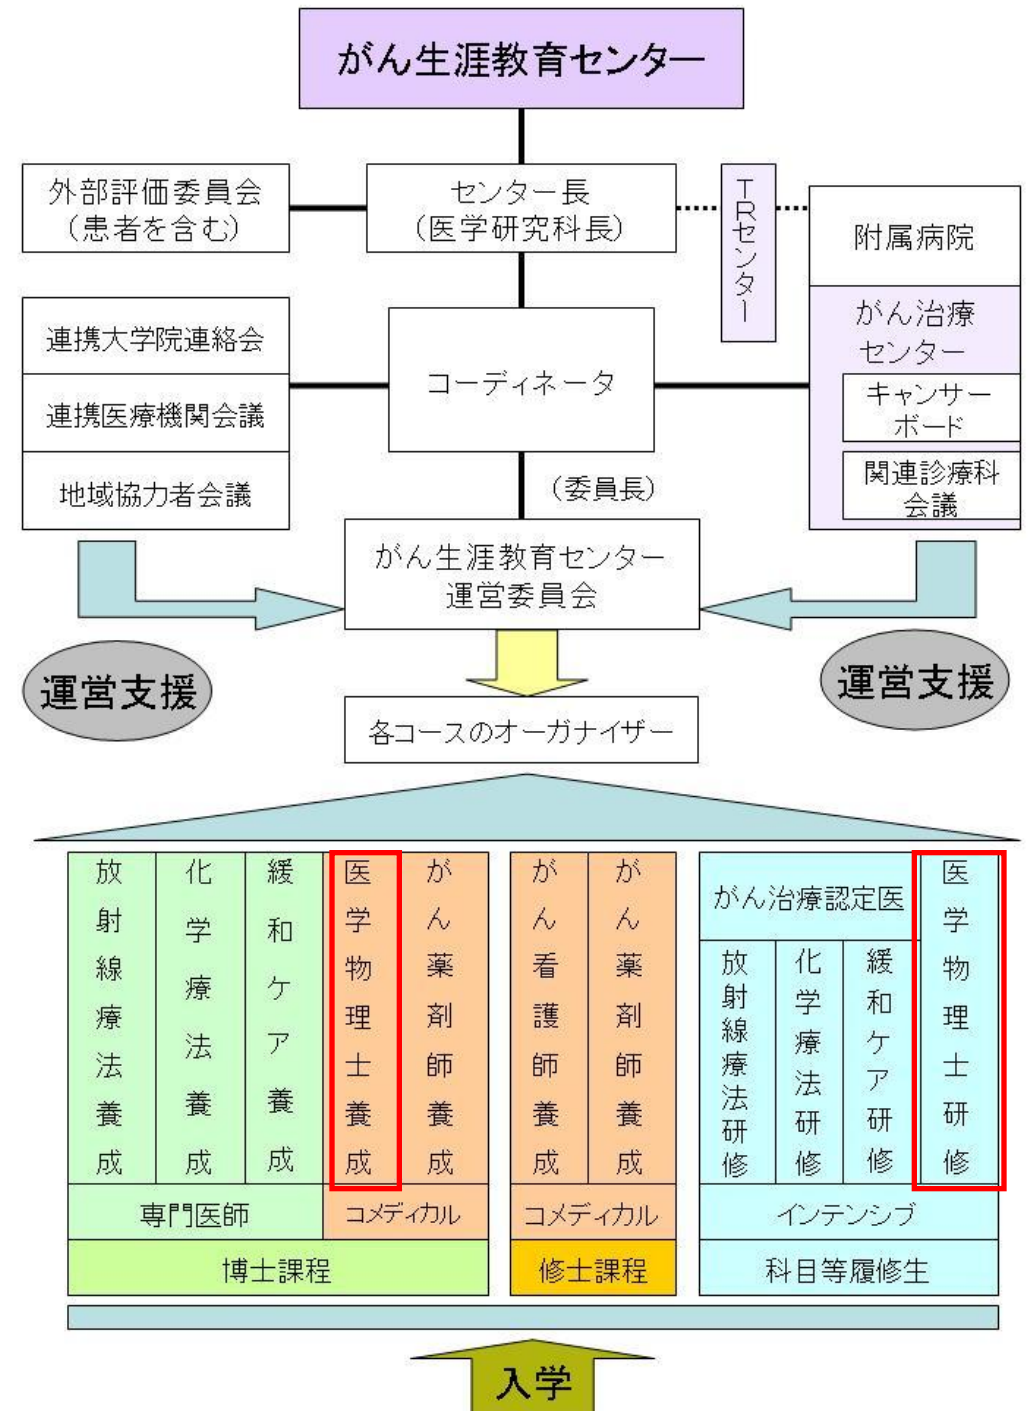 がん生涯教育センター
外部評価委員会
(患者を含む)
センター長
(医学研究科長)
TRセンター
附属病院
がん治療
センター
キャンサー
ボード
関連診療科
会議
連携大学院連絡会
連携医療機関会議
地域協力者会議
コーディネータ
(委員長)
がん生涯教育センター
運営委員会
運営支援
運営支援
各コースのオーガナイザー
放射線療法養成
化学療法養成
緩和ケア養成
医学物理士養成
がん薬剤師養成
がん看護師養成
がん薬剤師養成
がん治療認定医
放射線療法研修
化学療法研修
緩和ケア研修
医学物理士研修
専門医師
コメディカル
コメディカル
インテンシブ
博士課程
修士課程
科目等履修生
入学